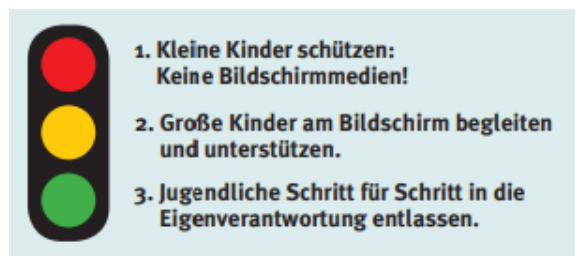 1. Kleine Kinder schützen:
Keine Bildschirmmedien!
2. Große Kinder am Bildschirm begleiten
und unterstützen.
3. Jugendliche Schritt für Schritt in die
Eigenverantwortung entlassen.